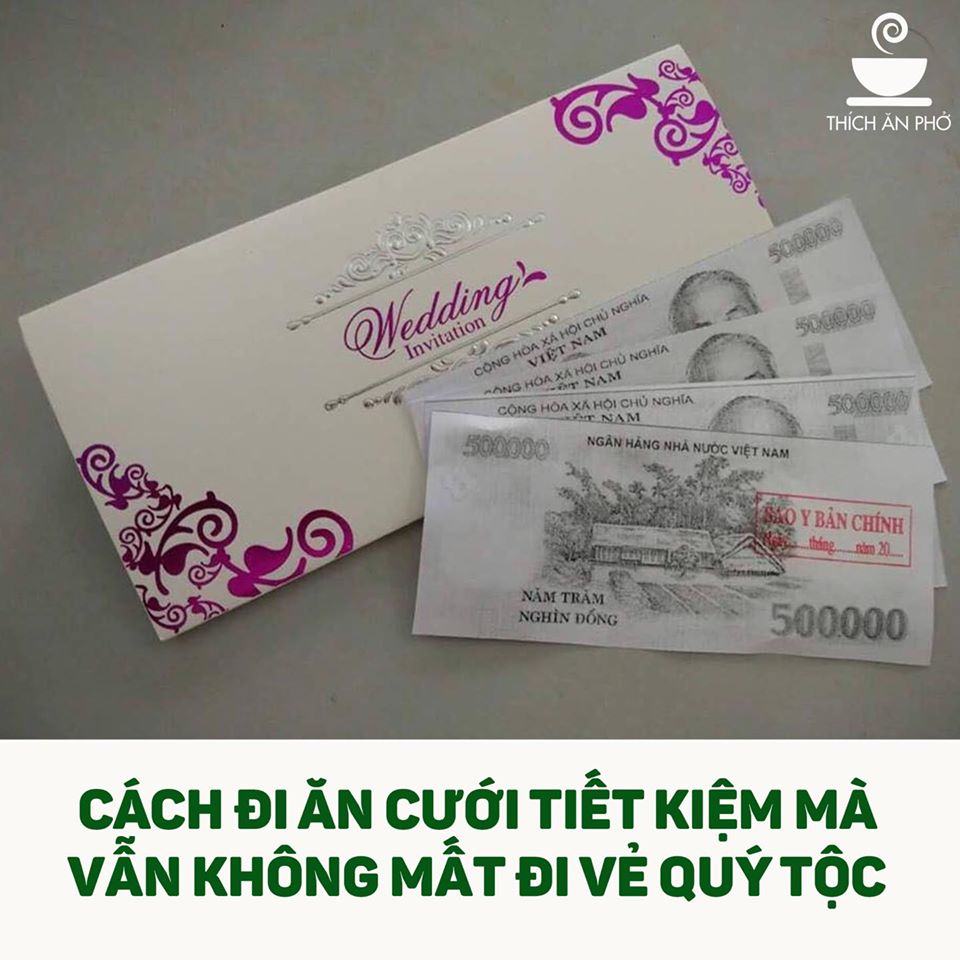 THÍCH ĂN PHỞ
Wedding
Invitation
500000
CỘNG HÒA XÃ HỘI CHỦ NGHĨA
VIỆT NAM
500000
CỘNG HÒA XÃ HỘI CHỦ NGHĨA
VIỆT NAM
500000
CỘNG HÒA XÃ HỘI CHỦ NGHĨA
VIỆT NAM
500000
NGÂN HÀNG NHÀ NƯỚC VIỆT NAM
SAO Y BẢN CHÍNH
Ngày......tháng........năm 20.....
NĂM TRĂM
NGHÌN ĐỒNG
500000
CÁCH ĐI ĂN CƯỚI TIẾT KIỆM MÀ
VẪN KHÔNG MẤT ĐI VẺ QUÝ TỘC